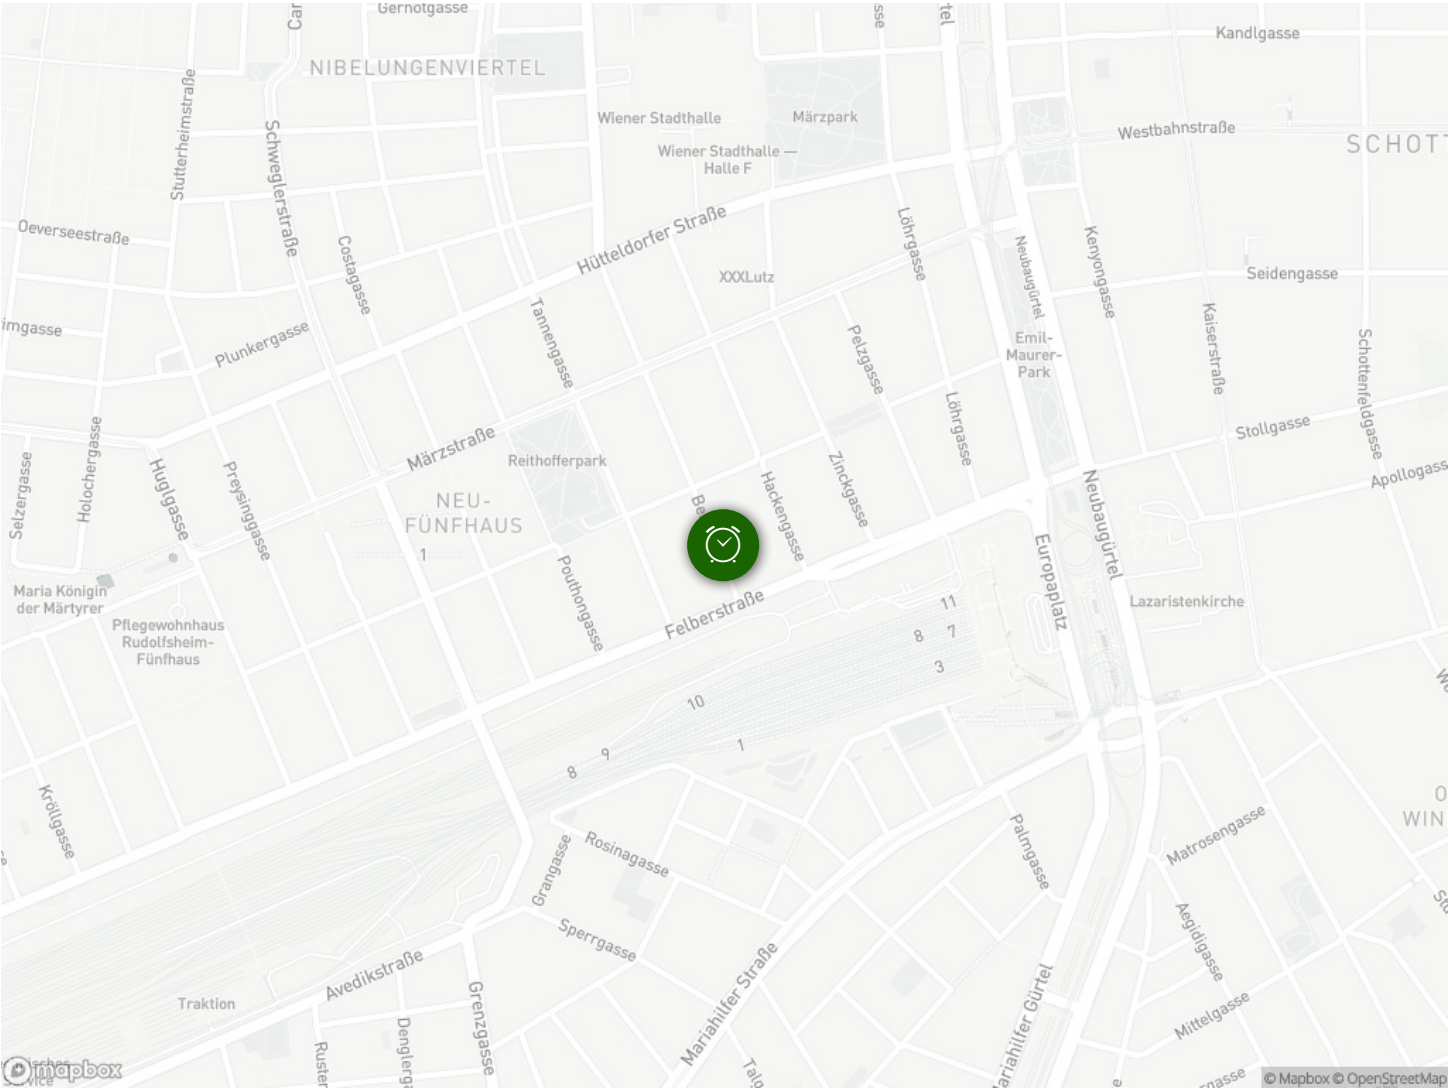 Gernotgasse
Kandlgasse
NIBELUNGENVIERTEL
Wiener Stadthalle
Märzpark
Westbahnstraße
Stutterheimstraße
Schweglerstraße
Wiener Stadthalle —
Halle F
SCHOTT
Oeverseestraße
Costagasse
Hütteldorfer Straße
Löhrgasse
Neubaugürtel
Kenyongasse
XXXLutz
Seidengasse
Plunkergasse
Tannengasse
Pelzgasse
Emil-
Maurer-
Park
Kaiserstraße
Schottenfeldgasse
Holochergasse
Märzstraße
Löhrgasse
Stollgasse
Selzergasse
Huglgasse
Preysinggasse
Reithofferpark
Zinckgasse
Hackengasse
Neubaugürtel
NEU-
FÜNFHAUS
1
Pouthongasse
Europaplatz
Maria Königin
der Märtyrer
Pflegewohnhaus
Rudolfsheim-
Fünfhaus
Felberstraße
11
8
7
3
Lazaristenkirche
10
9
8
1
Kröllgasse
Rosinagasse
Grangasse
Palmgasse
Matrosengasse
WIN
Sperrgasse
Aegidigasse
Avedikstraße
Traktion
Grenzgasse
Mariahilfer Straße
Mittelgasse
mapbox
© Mapbox © OpenStreetMap